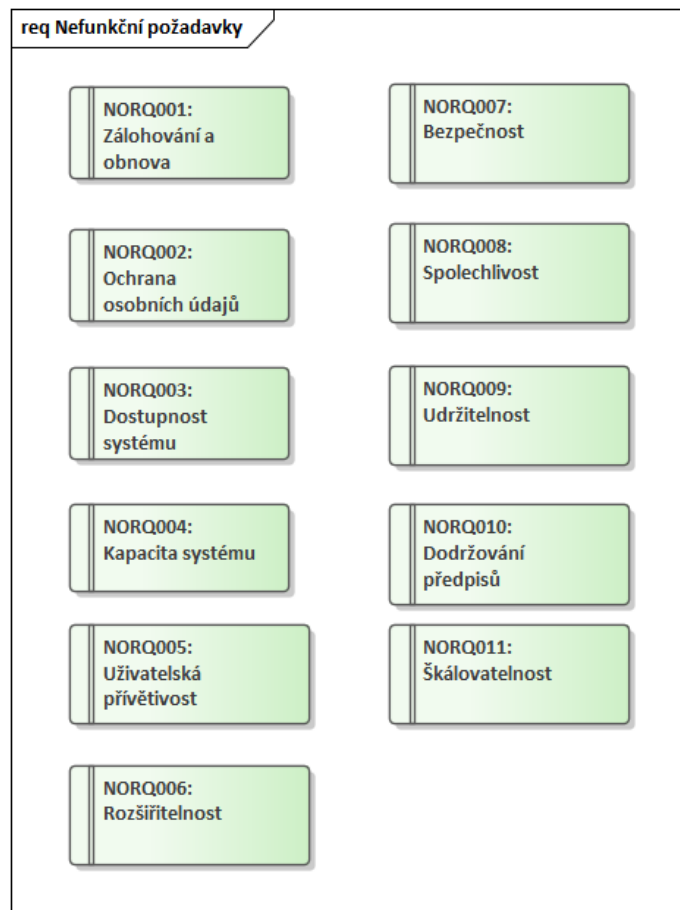 req Nefunkční požadavky
NORQ001:
Zálohování a
obnova
NORQ002:
Ochrana
osobních údajů
NORQ003:
Dostupnost
systému
NORQ004:
Kapacita systému
NORQ005:
Uživatelská
přívětivost
NORQ006:
Rozšiřitelnost
NORQ007:
Bezpečnost
NORQ008:
Spolechlivost
NORQ009:
Udržitelnost
NORQ010:
Dodržování
předpisů
NORQ011:
Škálovatelnost